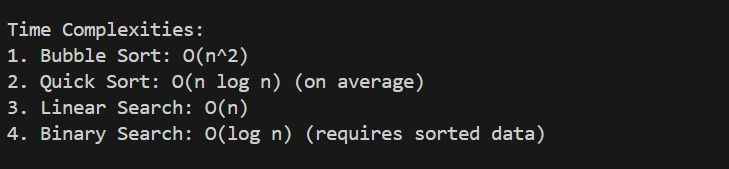 Time Complexities:
1. Bubble Sort: O(n^2)
2. Quick Sort: O(n log n) (on average)
3. Linear Search: O(n)
4. Binary Search: O(log n) (requires sorted data)